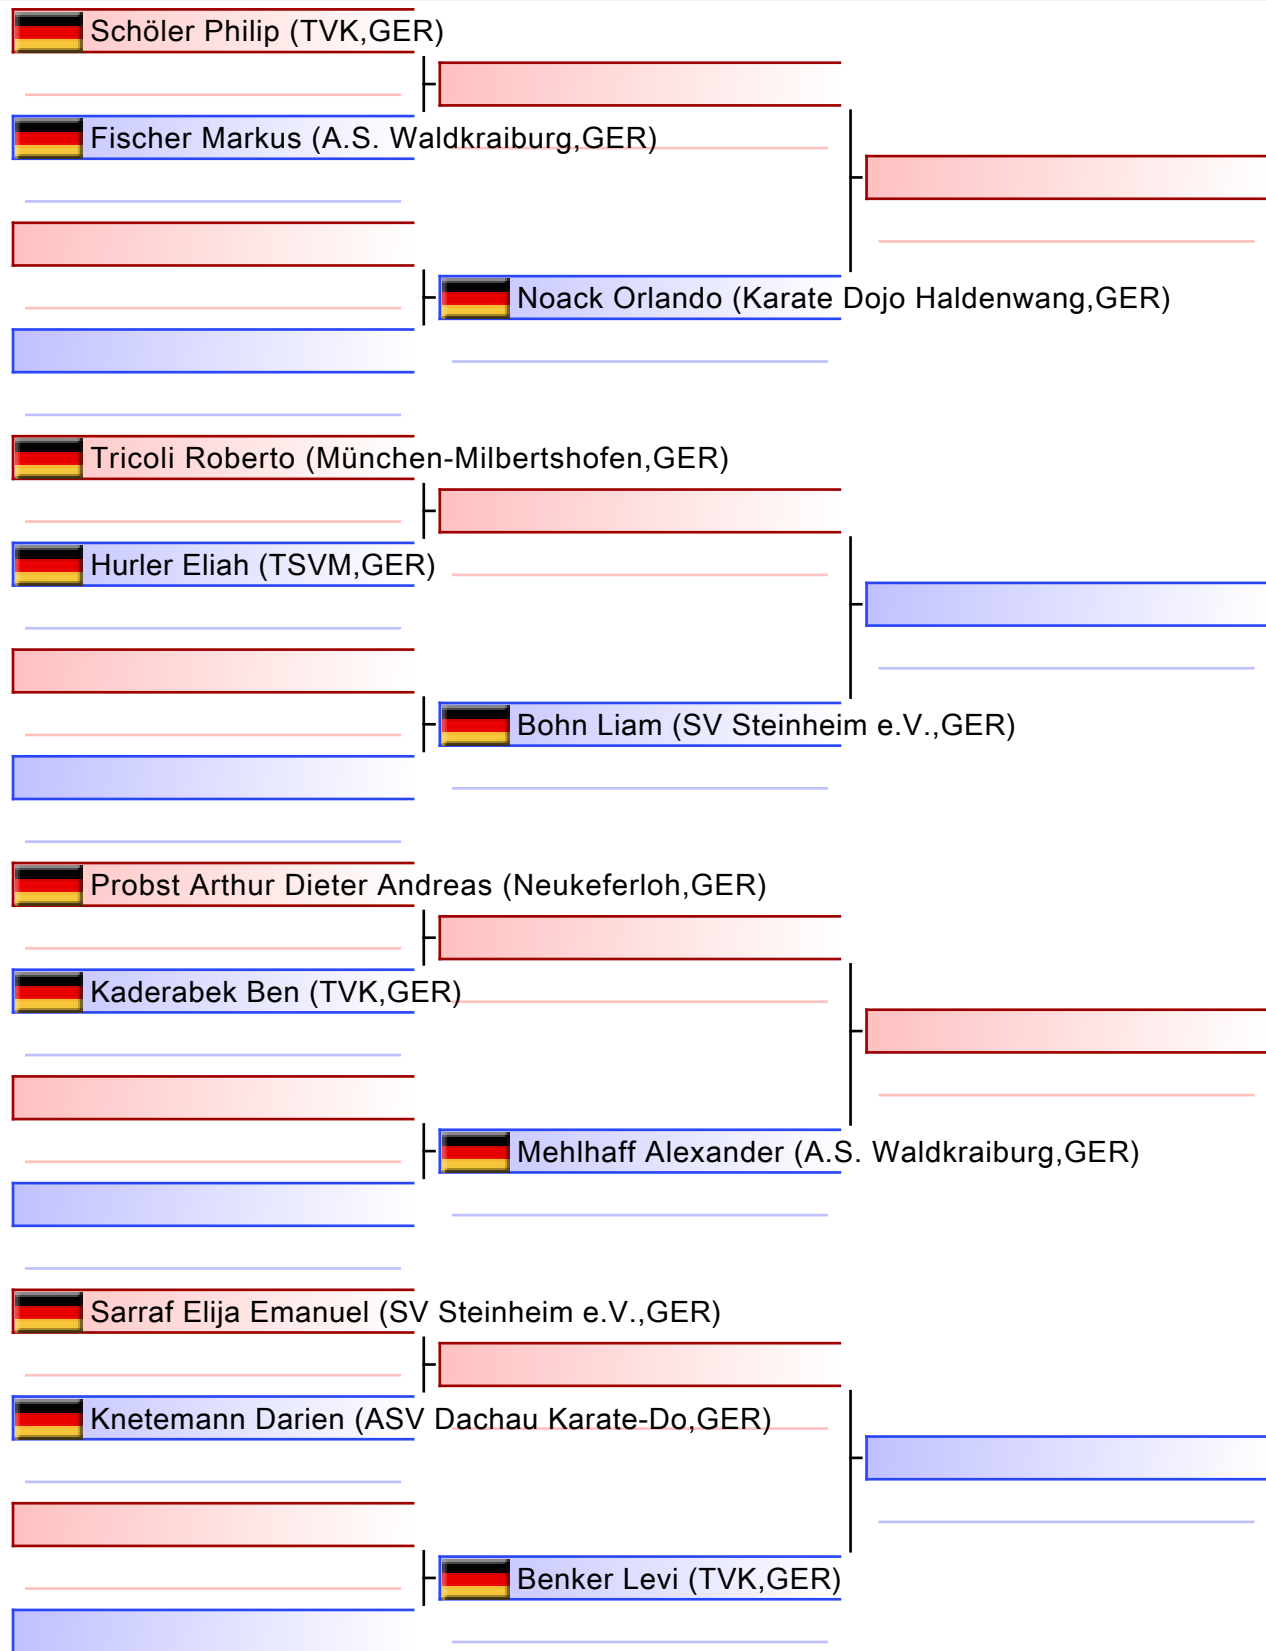 Schöler Philip (TVK,GER)
Fischer Markus (A.S. Waldkraiburg,GER)
Noack Orlando (Karate Dojo Haldenwang,GER)
Tricoli Roberto (München-Milbertshofen,GER)
Hurler Eliah (TSVM,GER)
Bohn Liam (SV Steinheim e.V.,GER)
Probst Arthur Dieter Andreas (Neukeferloh,GER)
Kaderabek Ben (TVK,GER)
Mehlhaff Alexander (A.S. Waldkraiburg,GER)
Sarraf Elija Emanuel (SV Steinheim e.V.,GER)
Knetemann Darien (ASV Dachau Karate-Do,GER)
Benker Levi (TVK,GER)